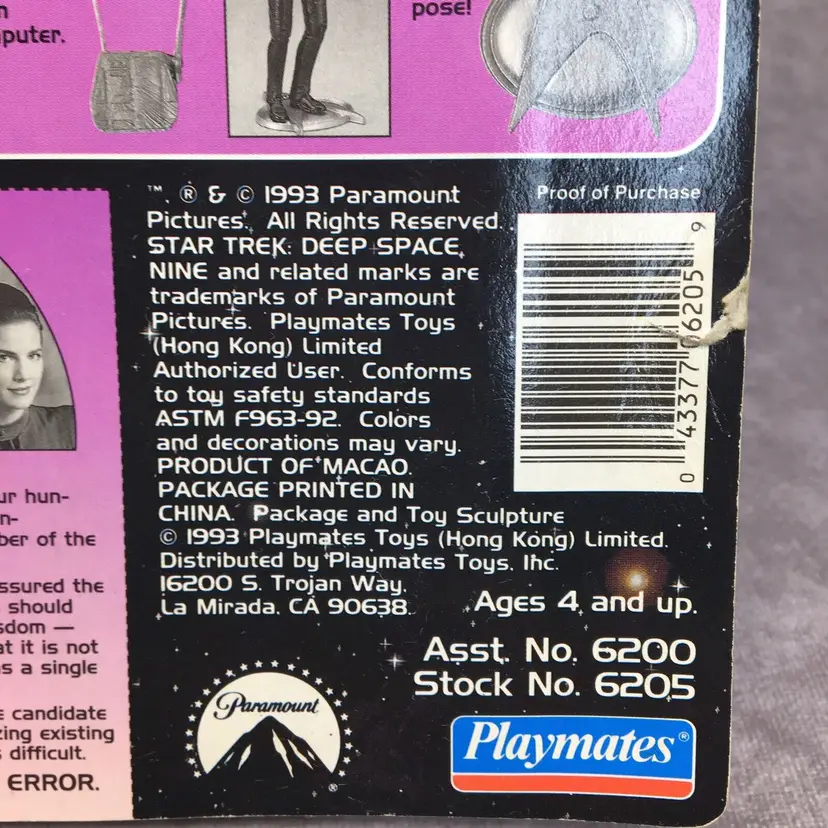 n
pose!
puter.
™, ® & © 1993 Paramount
Pictures. All Rights Reserved.
STAR TREK: DEEP SPACE
NINE and related marks are
trademarks of Paramount
Pictures. Playmates Toys
(Hong Kong) Limited
Authorized User. Conforms
to toy safety standards
ASTM F963-92. Colors
and decorations may vary.
PRODUCT OF MACAO.
PACKAGE PRINTED IN
CHINA. Package and Toy Sculpture
© 1993 Playmates Toys (Hong Kong) Limited.
Distributed by Playmates Toys, Inc.
16200 S. Trojan Way,
La Mirada, CA 90638.
Proof of Purchase
0 43377 06205 9
Ages 4 and up.
Asst. No. 6200
Stock No. 6205
Paramount
®
Playmates®
ur hun-
n-
ber of the
ssured the
should
sdom —
at it is not
s a single
e candidate
zing existing
difficult.
ERROR.